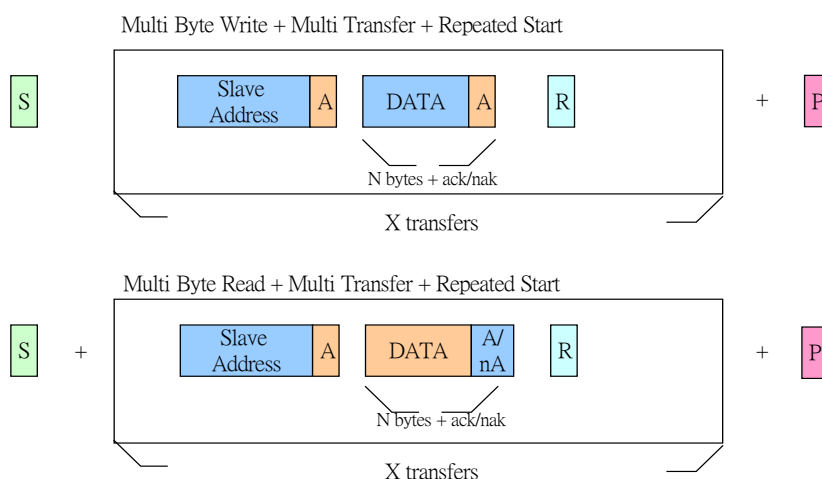 Multi Byte Write + Multi Transfer + Repeated Start
S Slave Address A DATA A R + P
N bytes + ack/nak
X transfers
Multi Byte Read + Multi Transfer + Repeated Start
S + Slave Address A DATA A/nA R + P
N bytes + ack/nak
X transfers